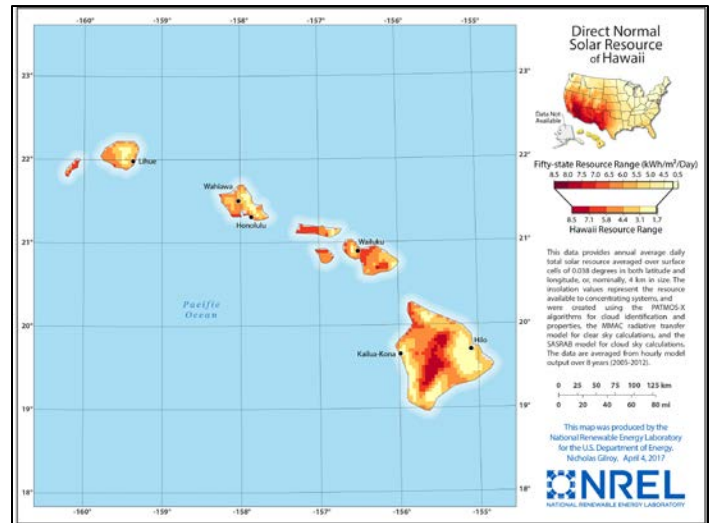 -160° -159° -158° -157° -156° -155°
Direct Normal
Solar Resource
of Hawaii
23° 23°
Data Not
Available
22° 22°
Lihue
Fifty-state Resource Range (kWh/m²/Day)
8.5 8.0 7.5 7.0 6.5 6.0 5.5 5.0 4.5 4.0 3.5 0.5
Wahiawa
Honolulu
8.5 7.1 5.8 4.4 3.1 1.7
Hawaii Resource Range
21° 21°
Wailuku
This data provides annual average daily
total solar resource averaged over surface
cells of 0.038 degrees in both latitude and
longitude, or, nominally, 4 km in size. The
insolation values represent the resource
available to concentrating systems, and
were created using the PATMOS-X
algorithms for cloud identification and
properties, the MMAC radiative transfer
model for clear sky calculations, and the
SASRAB model for cloud sky calculations.
The data are averaged from hourly model
output over 8 years (2005-2012).
Pacific
Ocean
20° 20°
Hilo
Kailua-Kona
0 25 50 75 100 125 km
0 20 40 60 80 mi
19° 19°
This map was produced by the
National Renewable Energy Laboratory
for the U.S. Department of Energy.
Nicholas Gilroy, April 4, 2017
NREL
NATIONAL RENEWABLE ENERGY LABORATORY
18° 18°
-160° -159° -158° -157° -156° -155°